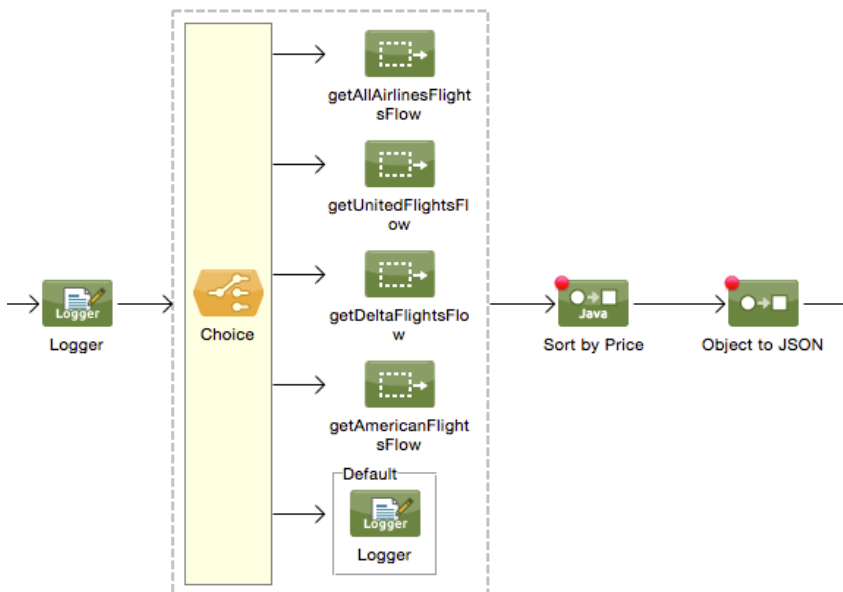 getAllAirlinesFlight
sFlow
getUnitedFlightsFl
ow
Logger
Logger
Choice
getDeltaFlightsFlo
w
Java
Sort by Price
Object to JSON
getAmericanFlight
sFlow
Default
Logger
Logger